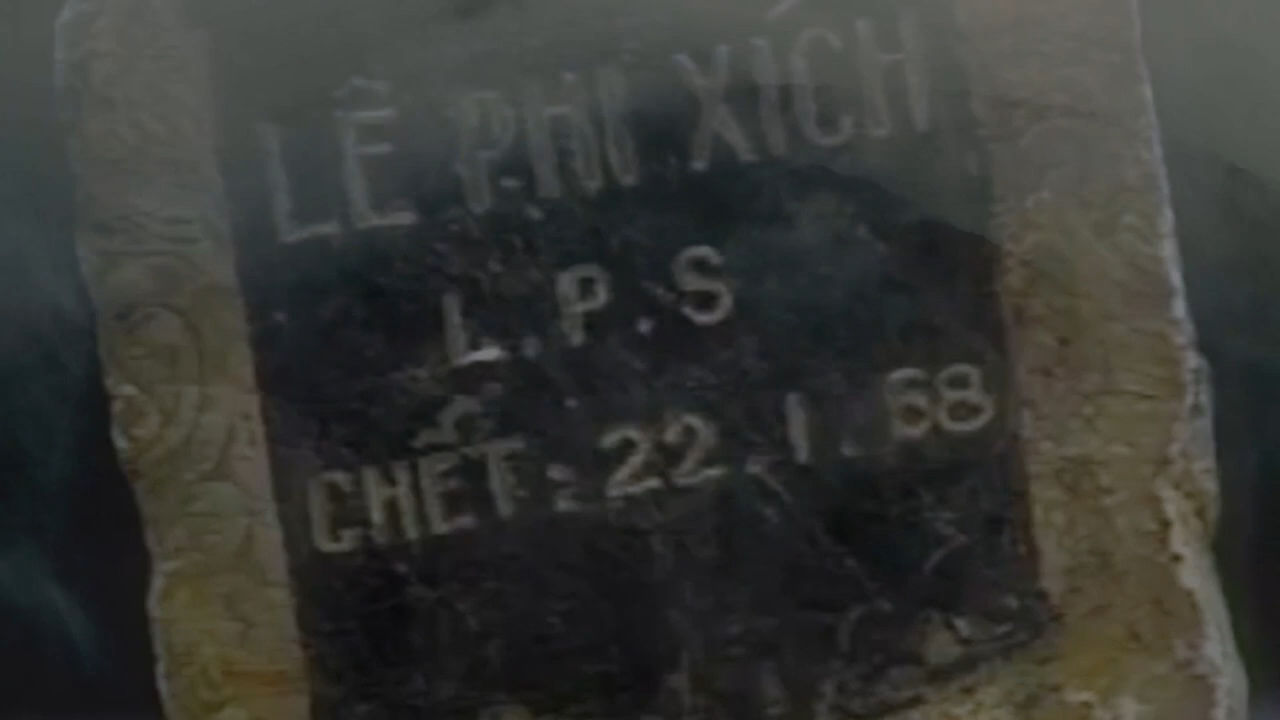 LÊ PHI XÍCH
L.P.S
CHẾT: 22.1.68